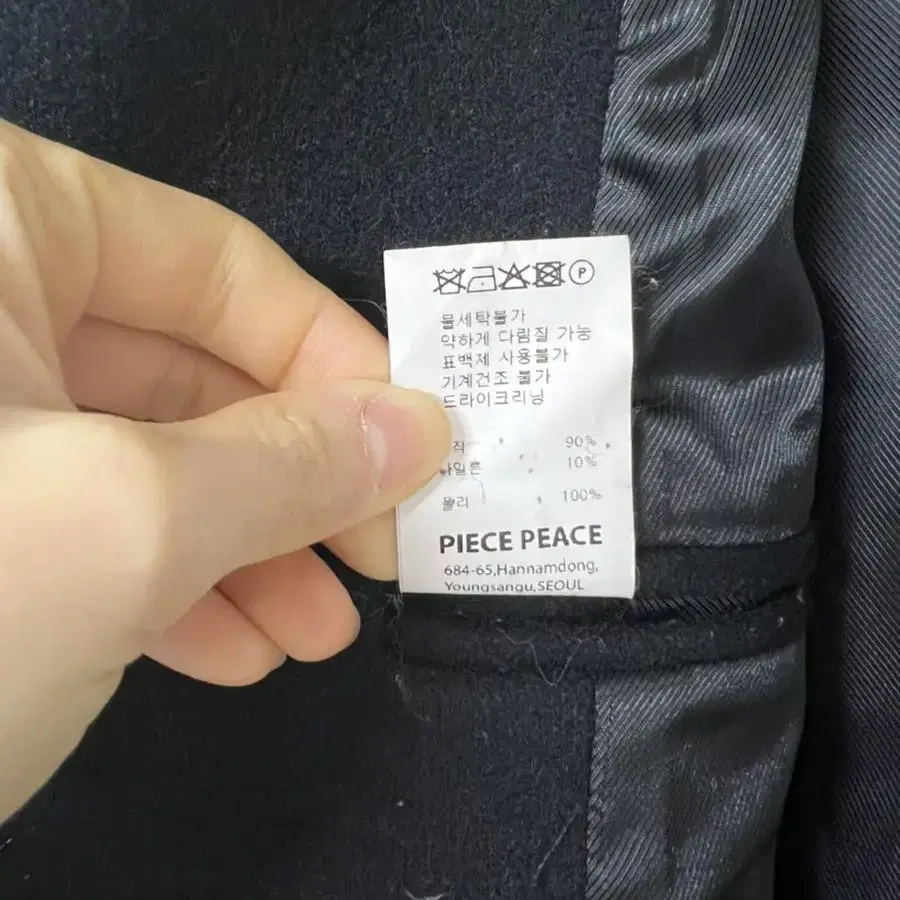 P
물세탁불가
약하게 다림질 가능
표백제 사용불가
기계건조 불가
드라이크리닝
90%
10%
폴리 100%
PIECE PEACE
684-65,Hannamdong,
Youngsangu,SEOUL